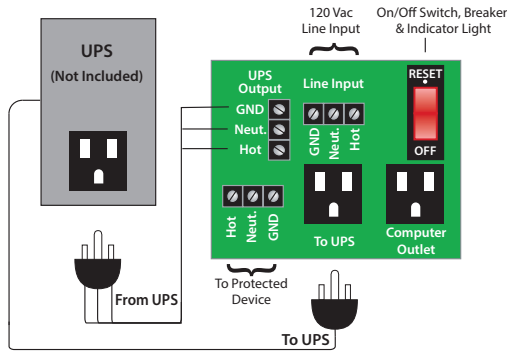 120 Vac
Line Input
On/Off Switch, Breaker
& Indicator Light
UPS
(Not Included)
UPS
Output
GND
Neut.
Hot
Line Input
GND
Neut.
Hot
RESET
OFF
Hot
Neut.
GND
To UPS
Computer
Outlet
To Protected
Device
From UPS
To UPS